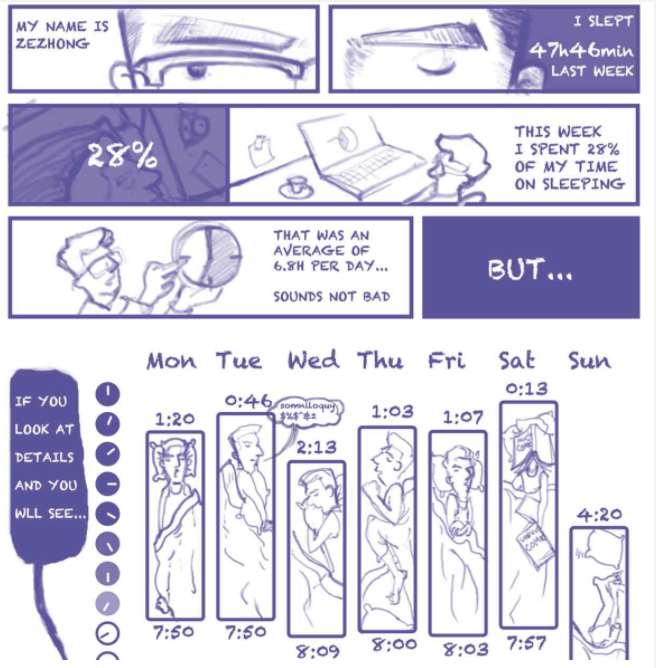 MY NAME IS
ZEZHONG
I SLEPT
47h46min
LAST WEEK
28%
THIS WEEK
I SPENT 28%
OF MY TIME
ON SLEEPING
THAT WAS AN
AVERAGE OF
6.8H PER DAY...
SOUNDS NOT BAD
BUT...
Mon Tue Wed Thu Fri Sat Sun
IF YOU
LOOK AT
DETAILS
AND YOU
WLL SEE...
1:20
0:46
somniloquy
2:13
1:03
1:07
0:13
4:20
7:50
7:50
8:09
8:00
8:03
7:57